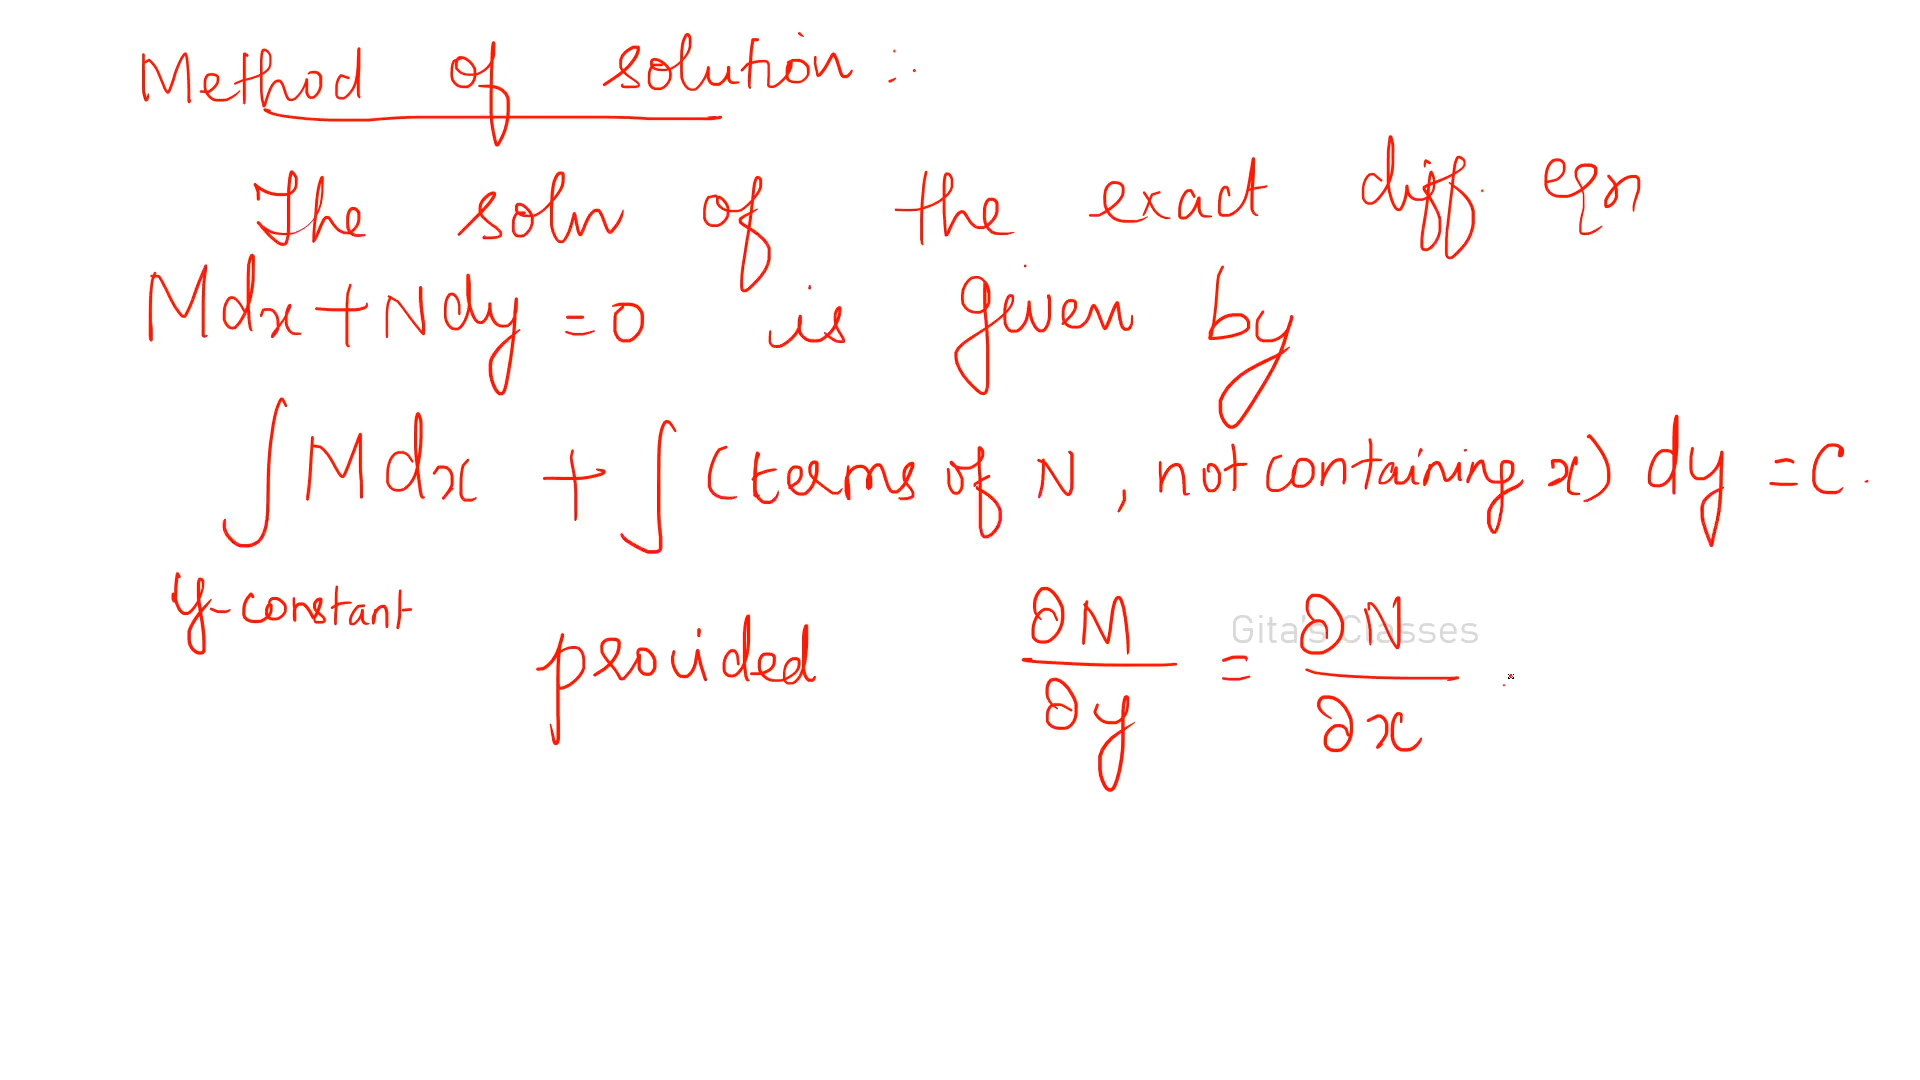 Method of solution :-
The soln of the exact diff. eqn
Mdx + Ndy = 0 is given by
∫ Mdx + ∫ (terms of N, not containing x) dy = C.
y-constant
provided ∂M/∂y = ∂N/∂x .
Gita's Classes